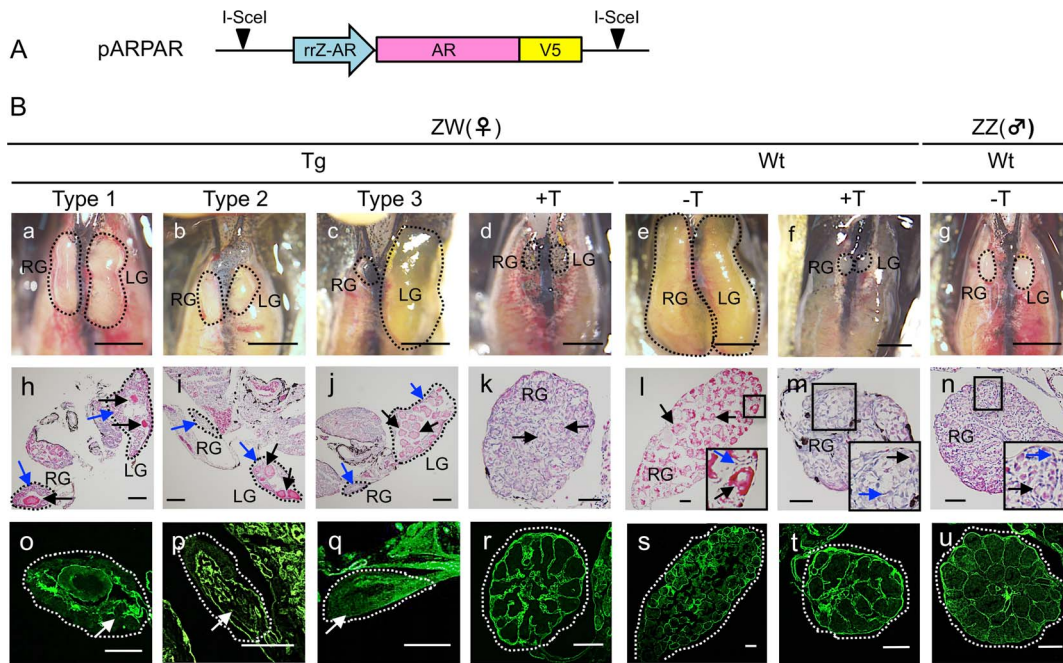 I-SceI I-SceI
A pARPAR rrZ-AR AR V5
B
ZW(♀) ZZ(♂)
Tg Wt Wt
Type 1 Type 2 Type 3 +T -T +T -T
a b c d e f g
RG LG RG LG RG LG RG LG RG LG RG LG RG LG
h i j k l m n
RG LG RG LG RG LG RG RG RG RG
o p q r s t u